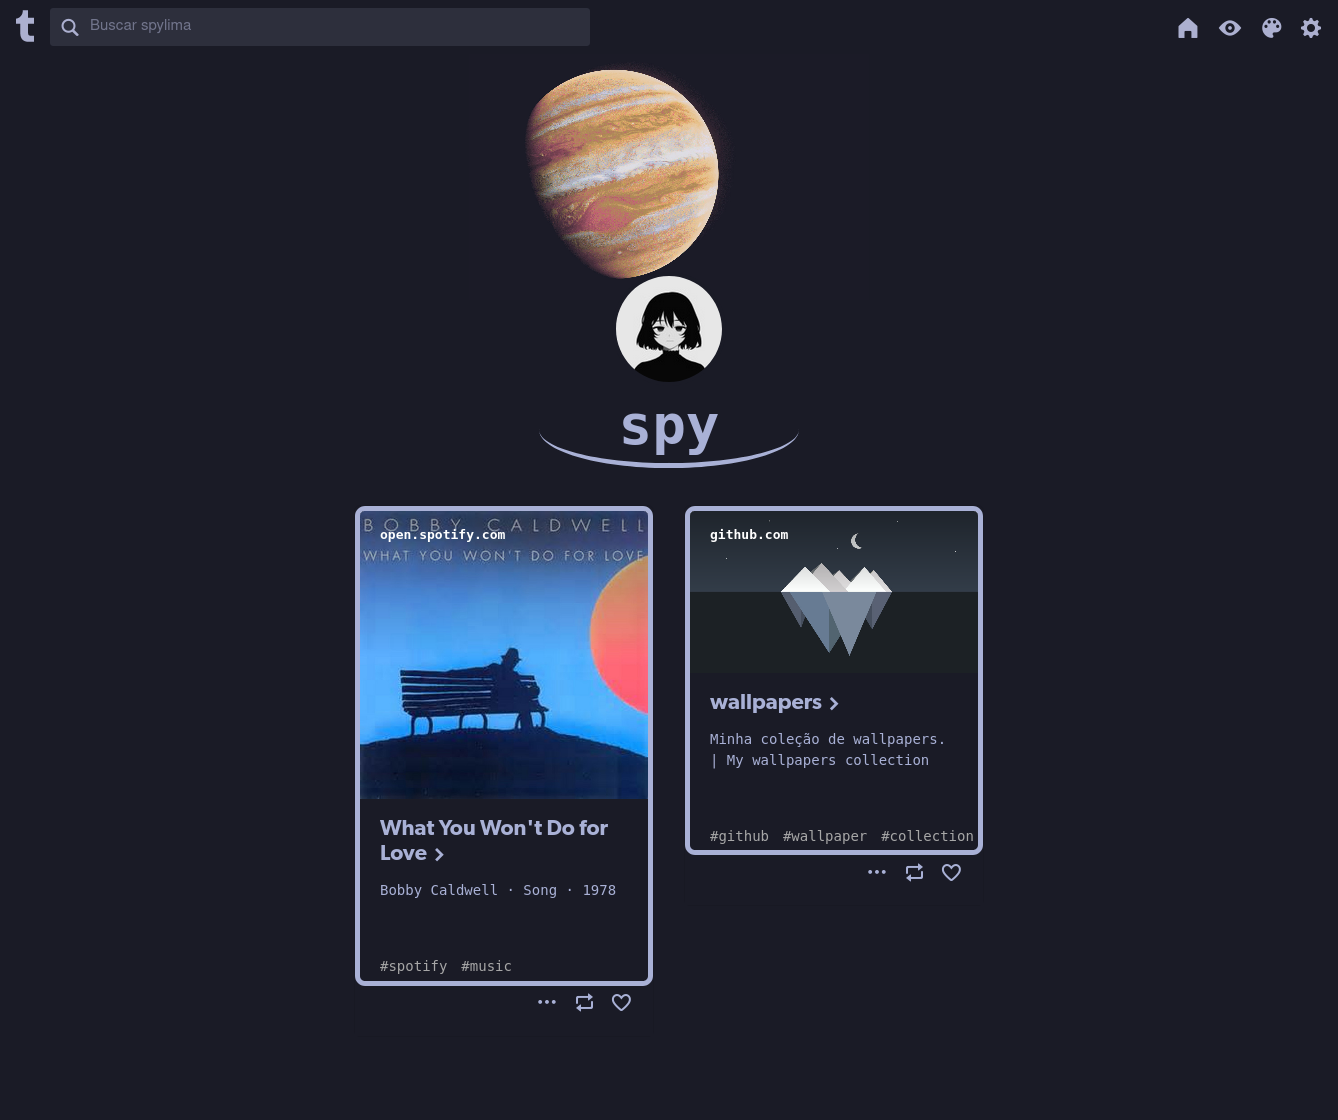 t
Buscar spylima
spy
BOBBY CALDWELL
open.spotify.com
WHAT YOU WON'T DO FOR LOVE
What You Won't Do for
Love
Bobby Caldwell · Song · 1978
#spotify #music
github.com
wallpapers
Minha coleção de wallpapers.
| My wallpapers collection
#github #wallpaper #collection